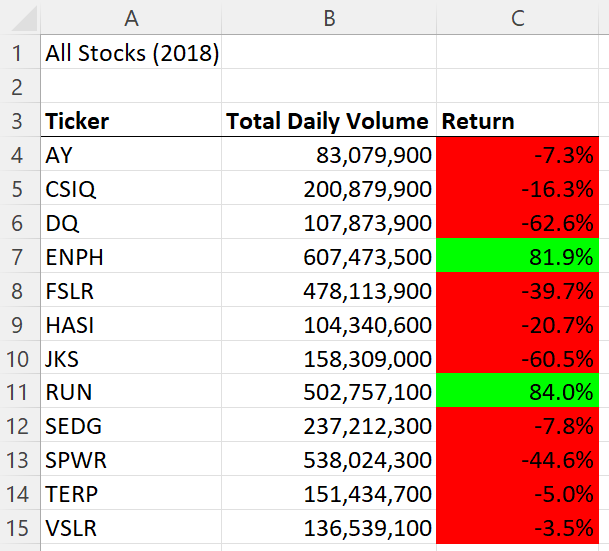 A B C
1 All Stocks (2018)
2
3 Ticker Total Daily Volume Return
4 AY 83,079,900 -7.3%
5 CSIQ 200,879,900 -16.3%
6 DQ 107,873,900 -62.6%
7 ENPH 607,473,500 81.9%
8 FSLR 478,113,900 -39.7%
9 HASI 104,340,600 -20.7%
10 JKS 158,309,000 -60.5%
11 RUN 502,757,100 84.0%
12 SEDG 237,212,300 -7.8%
13 SPWR 538,024,300 -44.6%
14 TERP 151,434,700 -5.0%
15 VSLR 136,539,100 -3.5%